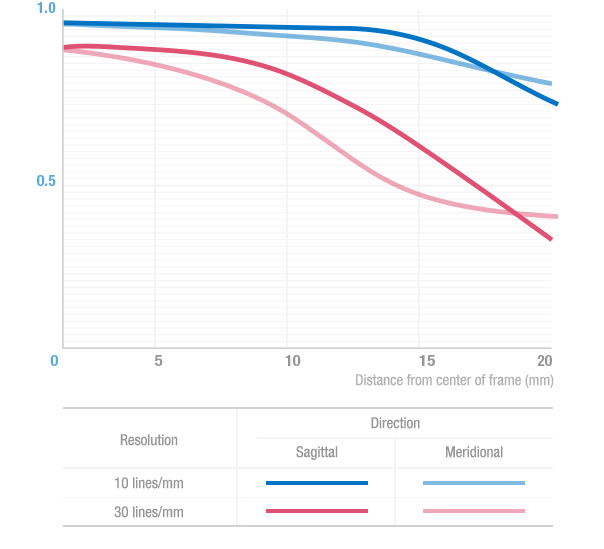 1.0
0.5
0 5 10 15 20
Distance from center of frame (mm)
Resolution
Direction
Sagittal Meridional
10 lines/mm
30 lines/mm